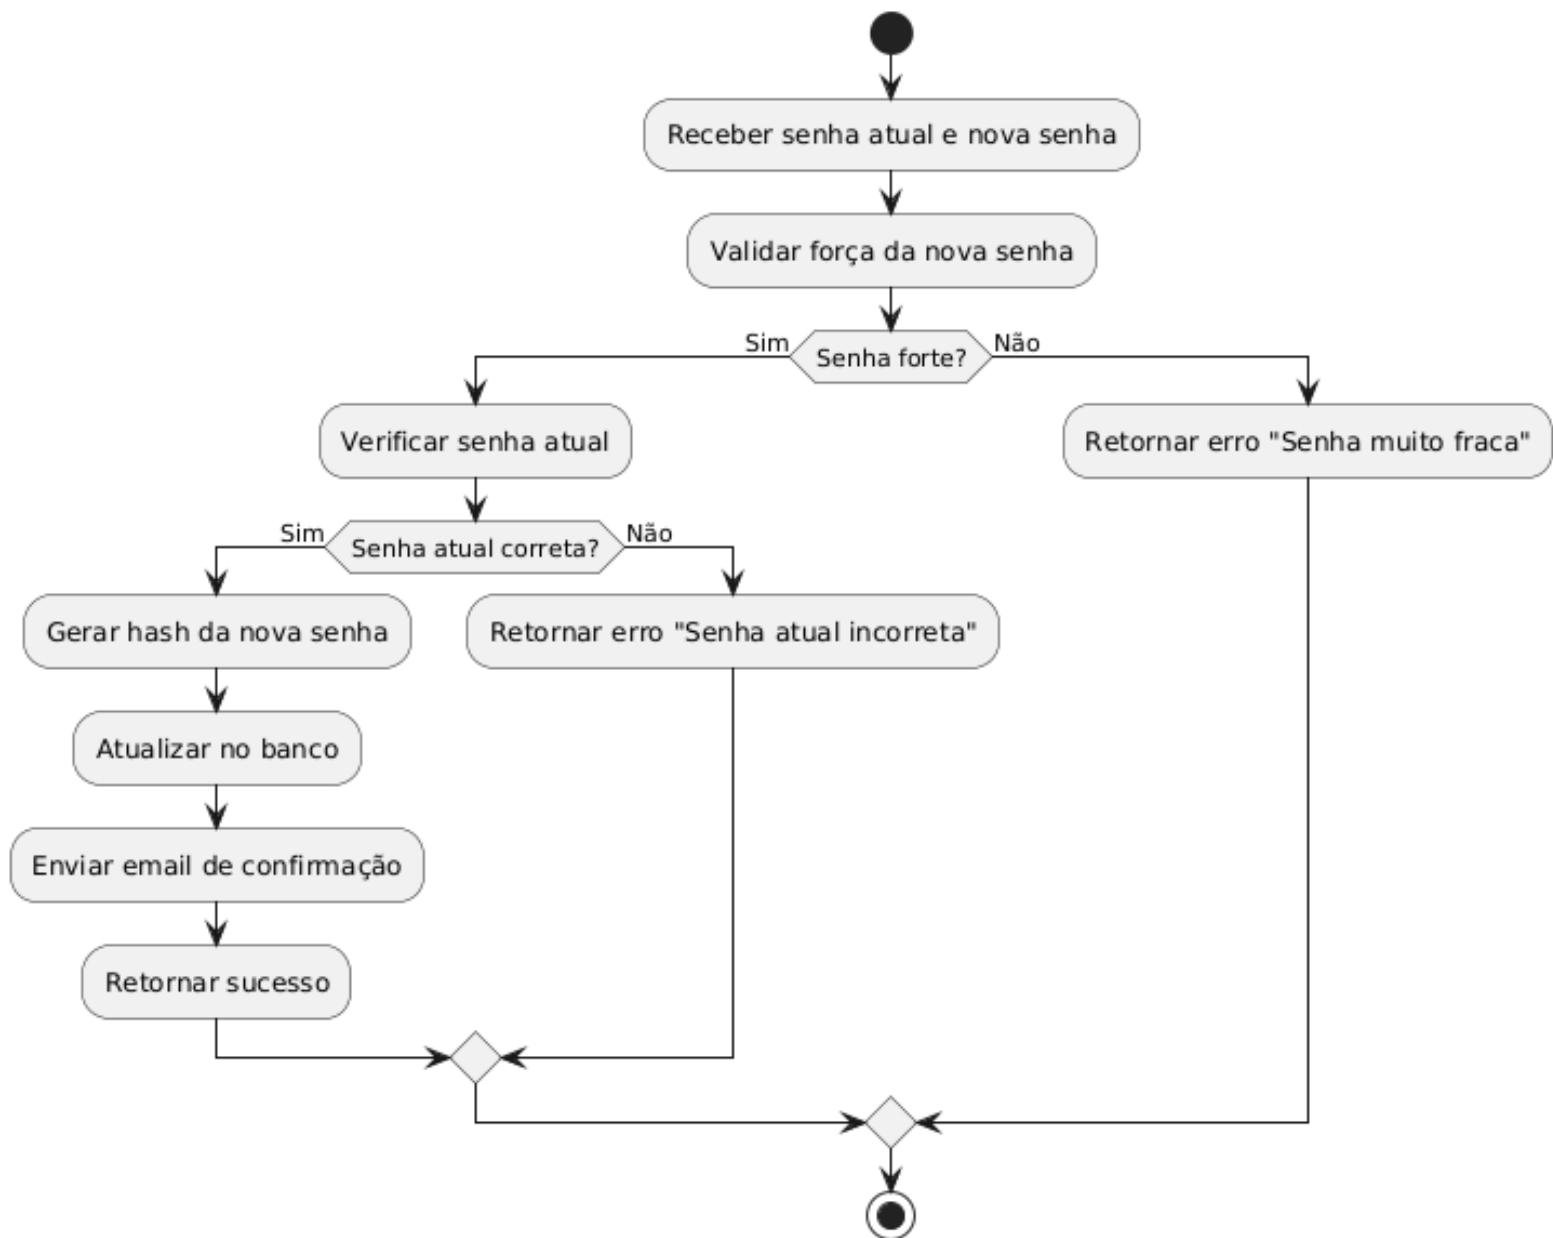 Receber senha atual e nova senha
Validar força da nova senha
Sim
Senha forte?
Não
Verificar senha atual
Retornar erro "Senha muito fraca"
Sim
Senha atual correta?
Não
Gerar hash da nova senha
Retornar erro "Senha atual incorreta"
Atualizar no banco
Enviar email de confirmação
Retornar sucesso